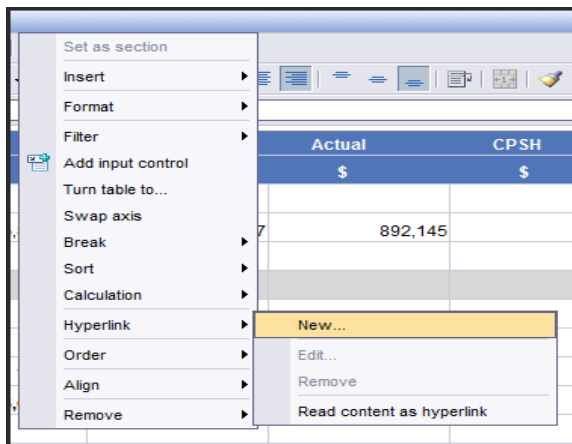 Set as section
Insert
Format
Filter
Actual
CPSH
Add input control
$
$
Turn table to...
Swap axis
7
892,145
Break
Sort
Calculation
Hyperlink
New...
Order
Edit...
Align
Remove
Remove
Read content as hyperlink